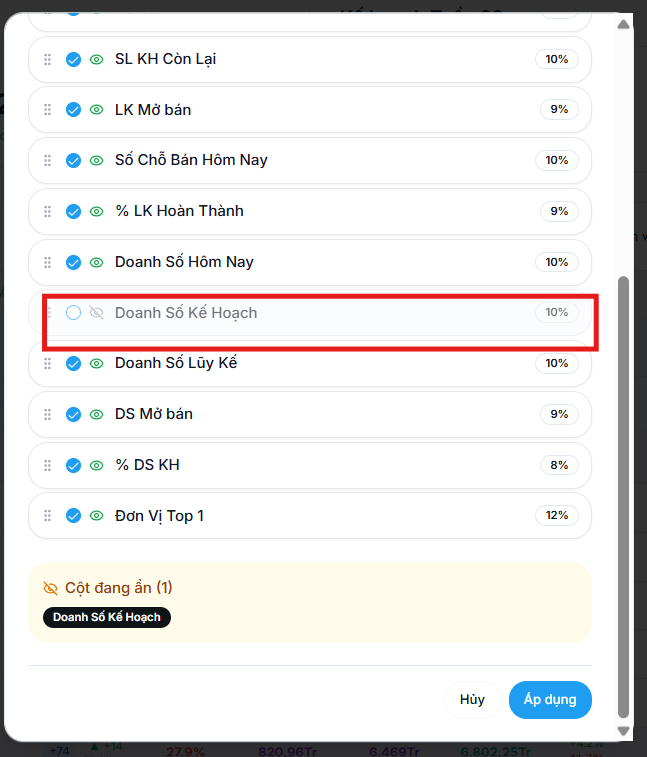 SL KH Còn Lại 10%
LK Mở bán 9%
Số Chỗ Bán Hôm Nay 10%
% LK Hoàn Thành 9%
Doanh Số Hôm Nay 10%
Doanh Số Kế Hoạch 10%
Doanh Số Lũy Kế 10%
DS Mở bán 9%
% DS KH 8%
Đơn Vị Top 1 12%
Cột đang ẩn (1)
Doanh Số Kế Hoạch
Hủy Áp dụng
+74 +14 27.9% 820,96Tr 6,469Tr 6,802,25Tr +4.2%